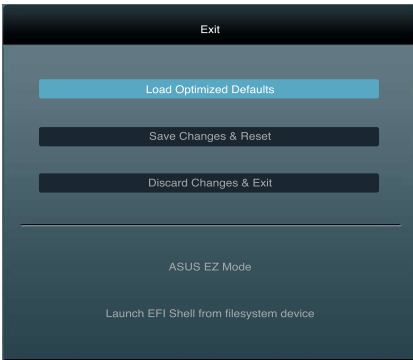 Exit
Load Optimized Defaults
Save Changes & Reset
Discard Changes & Exit
ASUS EZ Mode
Launch EFI Shell from filesystem device